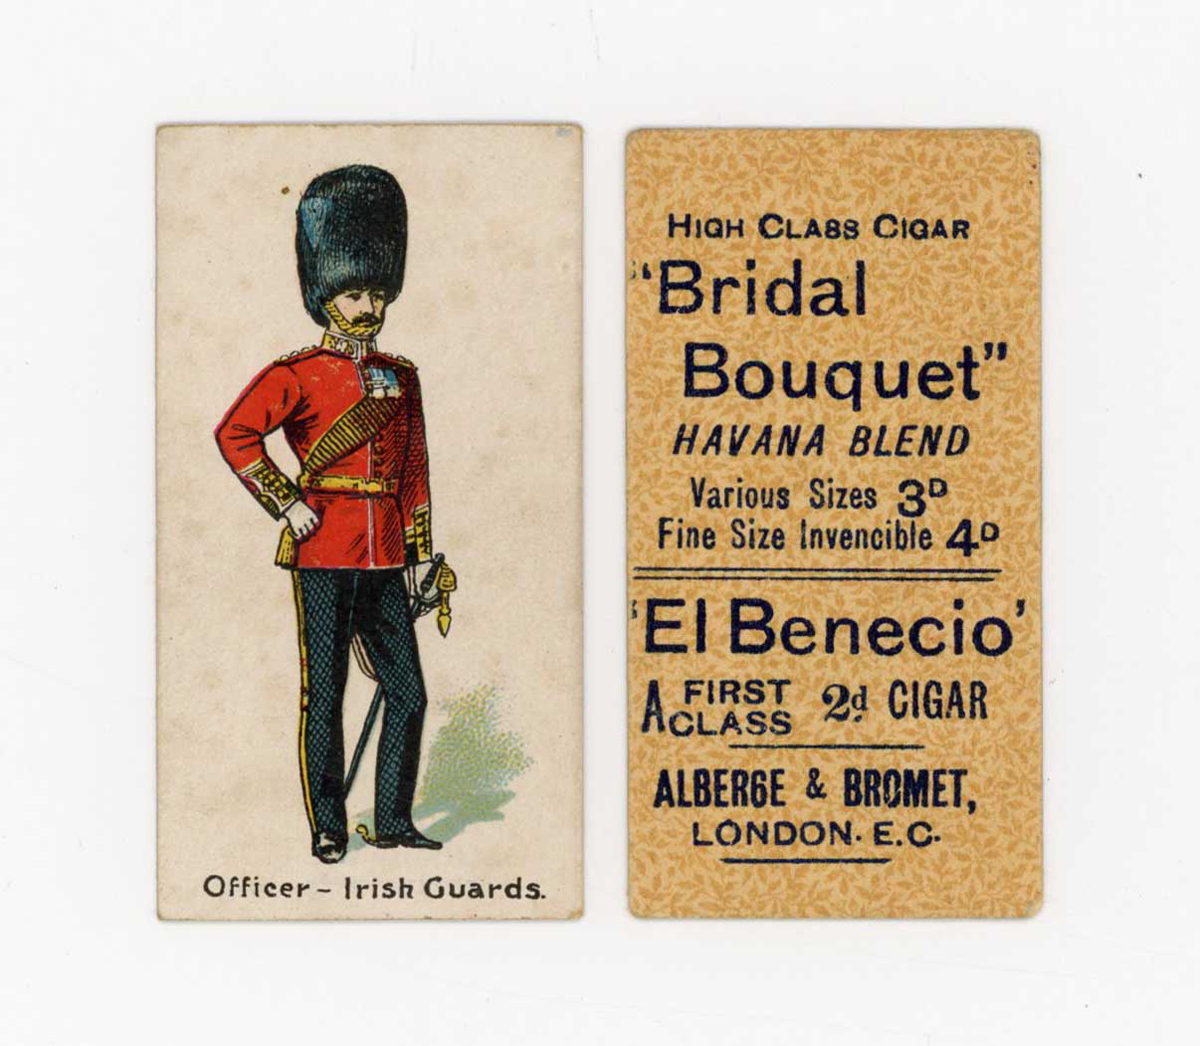 Officer – Irish Guards.
HIGH CLASS CIGAR
"Bridal
Bouquet"
HAVANA BLEND
Various Sizes 3D
Fine Size Invencible 4D
'El Benecio'
A FIRST CLASS 2d. CIGAR
ALBERGE & BROMET,
LONDON. E.C.